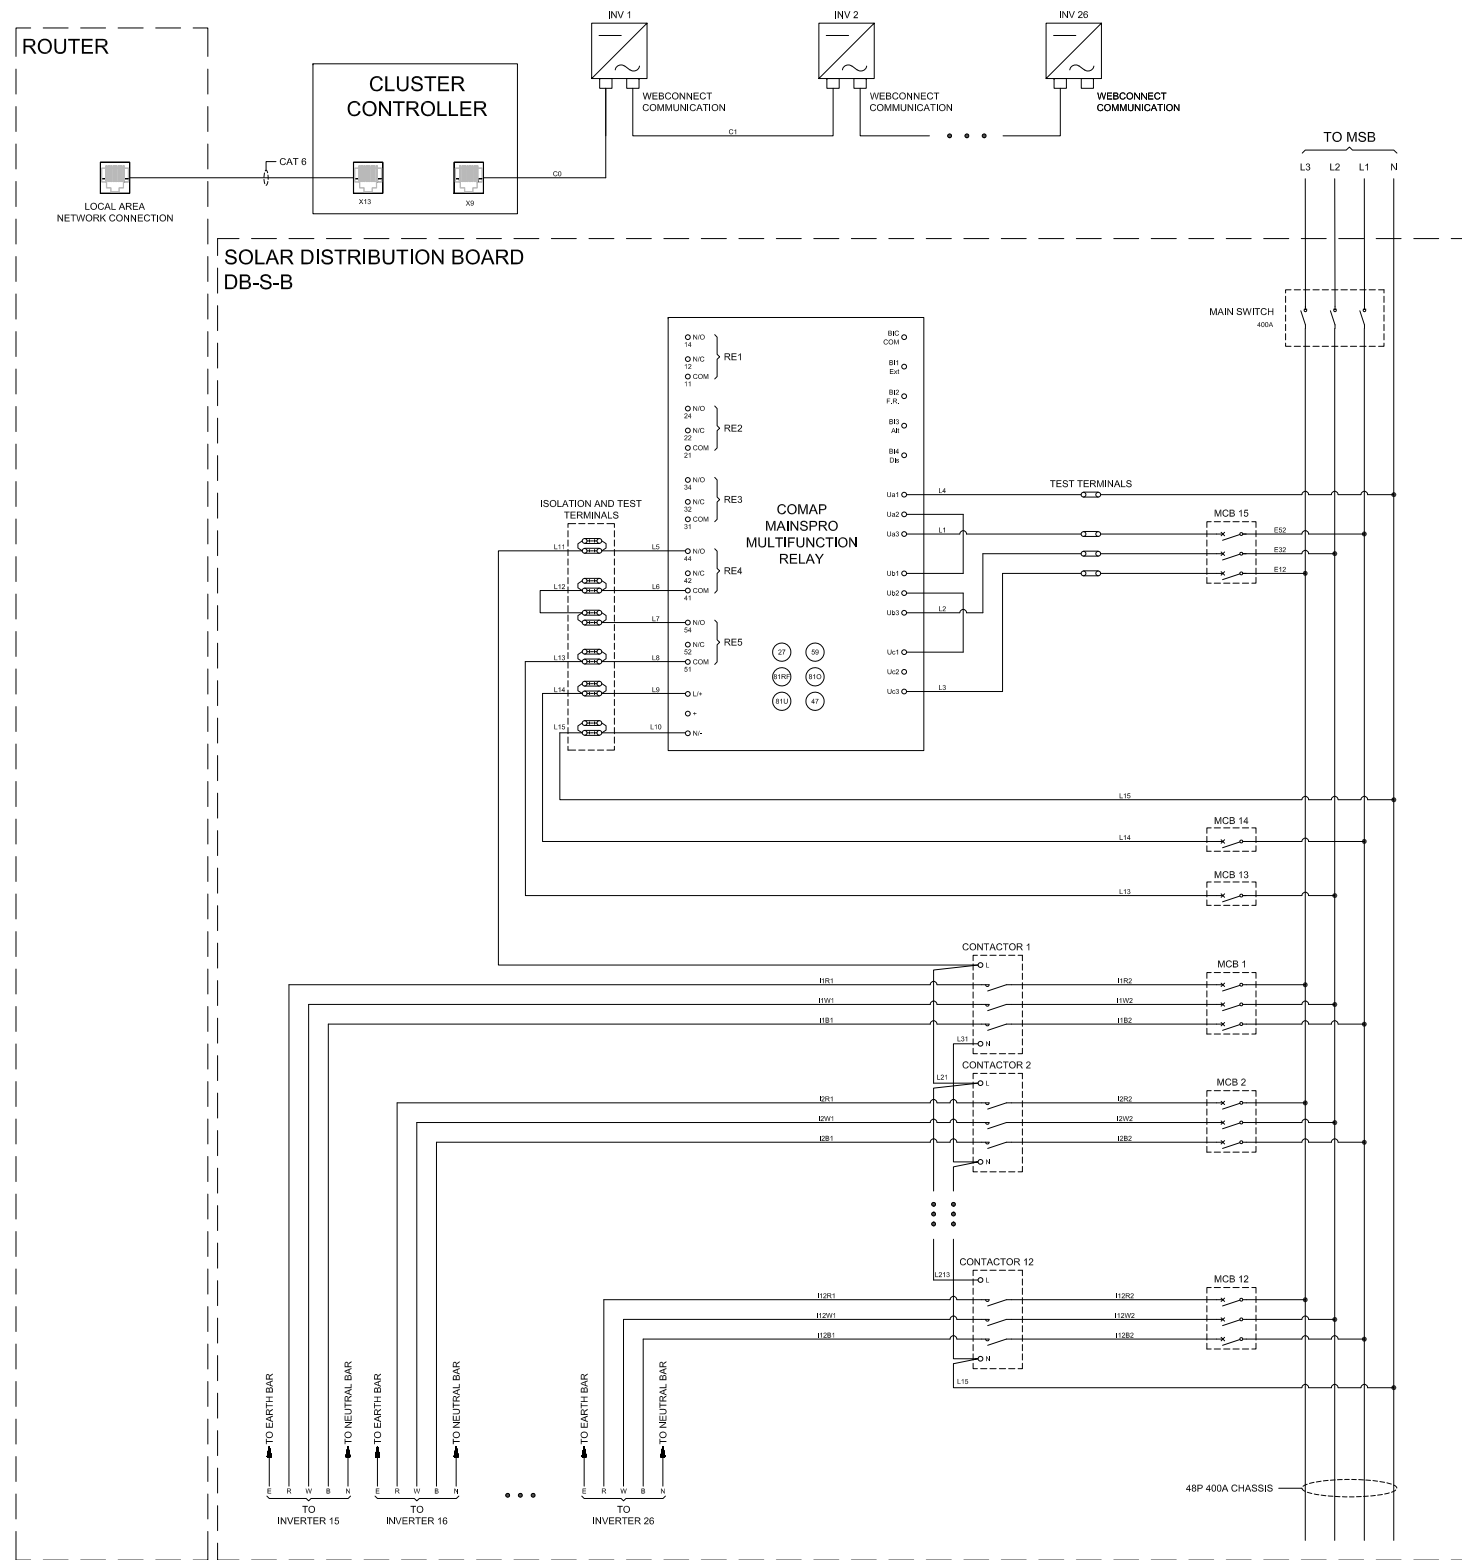 ROUTER
CLUSTER
CONTROLLER
INV 1
INV 2
INV 26
WEBCONNECT
COMMUNICATION
WEBCONNECT
COMMUNICATION
WEBCONNECT
COMMUNICATION
C1
CAT 6
C0
X13
X9
LOCAL AREA
NETWORK CONNECTION
TO MSB
L3
L2
L1
N
SOLAR DISTRIBUTION BOARD
DB-S-B
MAIN SWITCH
400A
N/O
14
N/C
12
COM
11
RE1
N/O
24
N/C
22
COM
21
RE2
N/O
34
N/C
32
COM
31
RE3
N/O
44
N/C
42
COM
41
RE4
N/O
54
N/C
52
COM
51
RE5
L/+
+
N/-
COMAP
MAINSPRO
MULTIFUNCTION
RELAY
27
59
81RF
81O
81U
47
BIC
COM
BI1
Ext
BI2
F.R.
BI3
Alt
BI4
Dis
Ua1
Ua2
Ua3
Ub1
Ub2
Ub3
Uc1
Uc2
Uc3
L4
L1
L2
L3
TEST TERMINALS
MCB 15
E52
E32
E12
ISOLATION AND TEST
TERMINALS
L11
L5
L12
L6
L7
L13
L8
L14
L9
L15
L10
L15
MCB 14
L14
MCB 13
L13
CONTACTOR 1
L
N
MCB 1
I1R1
I1R2
I1W1
I1W2
I1B1
I1B2
L31
L21
CONTACTOR 2
L
N
MCB 2
I2R1
I2R2
I2W1
I2W2
I2B1
I2B2
CONTACTOR 12
L213
L
N
MCB 12
I12R1
I12R2
I12W1
I12W2
I12B1
I12B2
L15
TO EARTH BAR
TO NEUTRAL BAR
TO EARTH BAR
TO NEUTRAL BAR
TO EARTH BAR
TO NEUTRAL BAR
E R W B N
E R W B N
E R W B N
TO
INVERTER 15
TO
INVERTER 16
TO
INVERTER 26
48P 400A CHASSIS